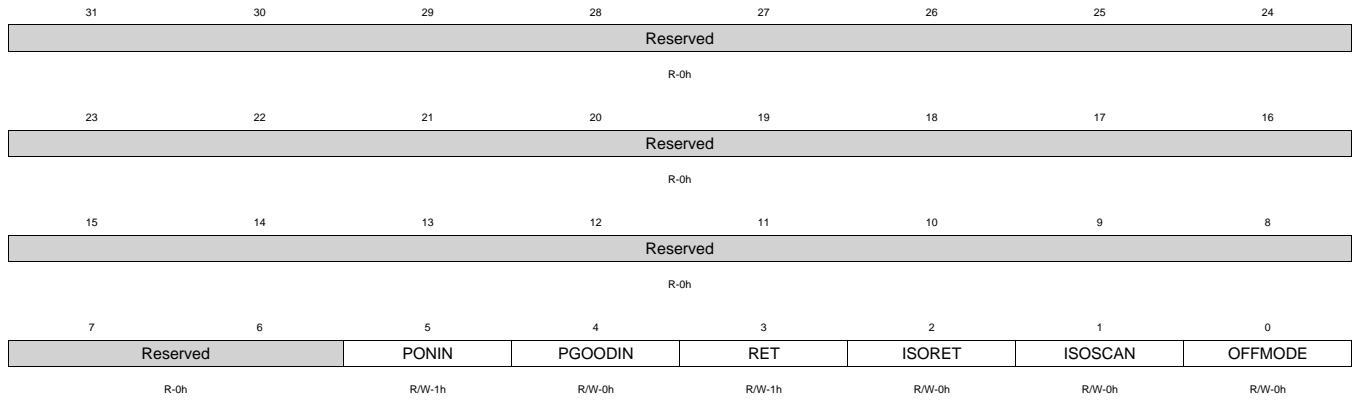 31 30 29 28 27 26 25 24
Reserved
R-0h
23 22 21 20 19 18 17 16
Reserved
R-0h
15 14 13 12 11 10 9 8
Reserved
R-0h
7 6 5 4 3 2 1 0
Reserved PONIN PGOODIN RET ISORET ISOSCAN OFFMODE
R-0h R/W-1h R/W-0h R/W-1h R/W-0h R/W-0h R/W-0h